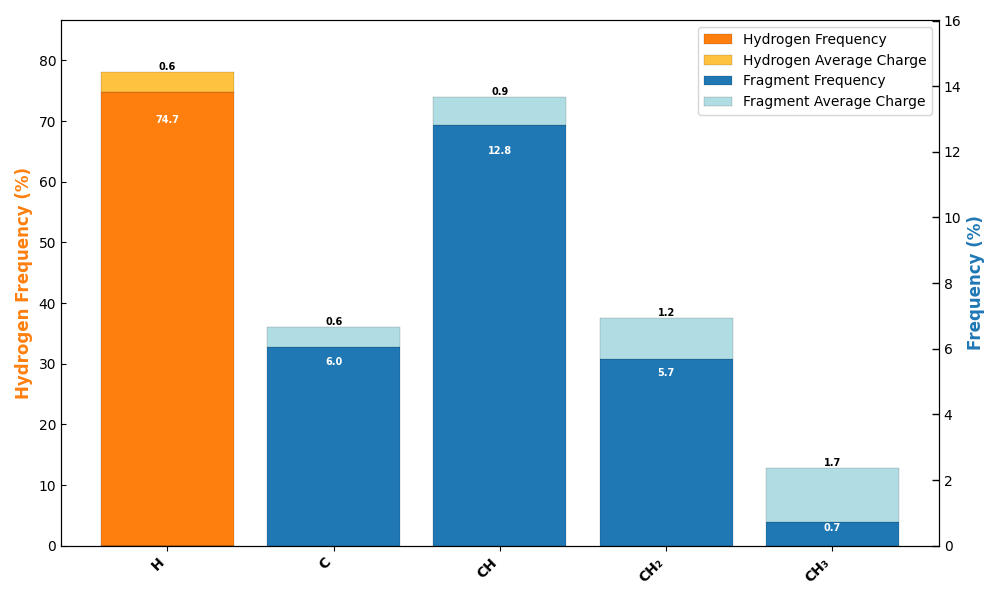 Hydrogen Frequency
Hydrogen Average Charge
Fragment Frequency
Fragment Average Charge
Hydrogen Frequency (%)
80
70
60
50
40
30
20
10
0
0.6
74.7
0.6
6.0
0.9
12.8
1.2
5.7
1.7
0.7
16
14
12
10
8
6
4
2
0
Frequency (%)
H
C
CH
CH₂
CH₃